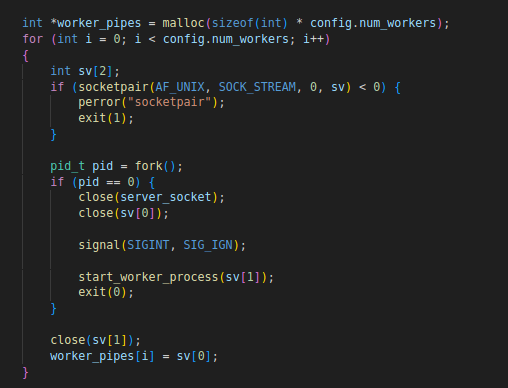 int *worker_pipes = malloc(sizeof(int) * config.num_workers);
for (int i = 0; i < config.num_workers; i++)
{
    int sv[2];
    if (socketpair(AF_UNIX, SOCK_STREAM, 0, sv) < 0) {
        perror("socketpair");
        exit(1);
    }

    pid_t pid = fork();
    if (pid == 0) {
        close(server_socket);
        close(sv[0]);

        signal(SIGINT, SIG_IGN);

        start_worker_process(sv[1]);
        exit(0);
    }

    close(sv[1]);
    worker_pipes[i] = sv[0];
}